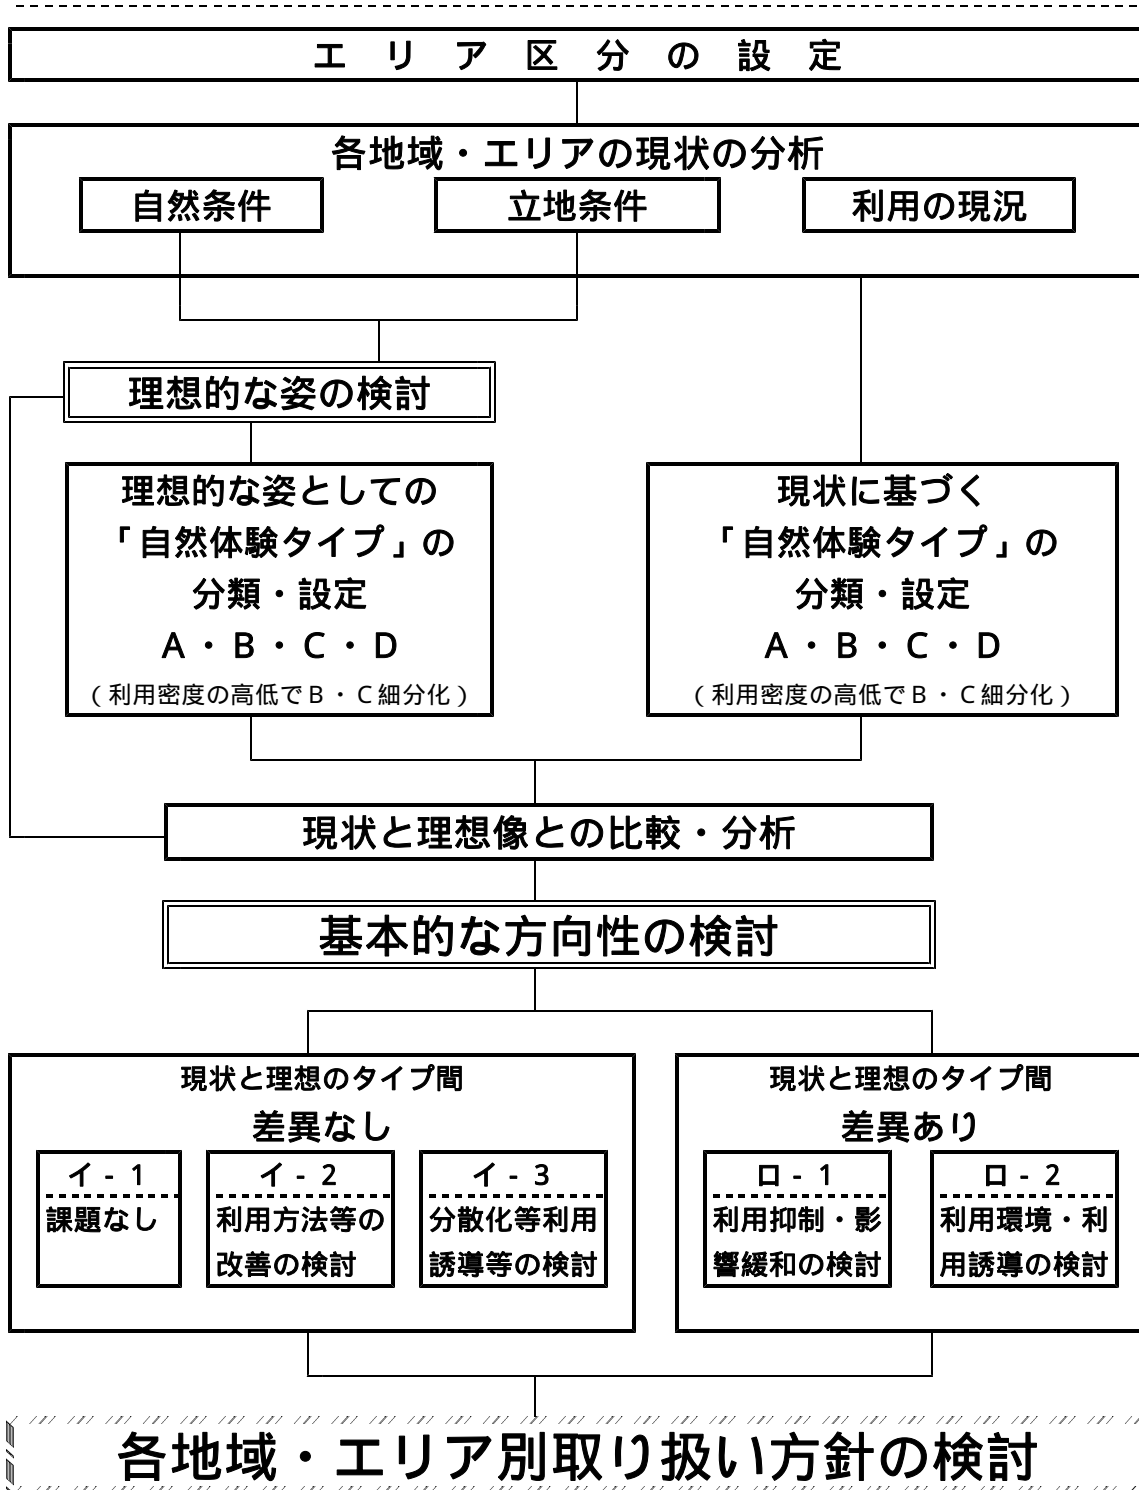 エリア区分の設定
各地域・エリアの現状の分析
自然条件
立地条件
利用の現況
理想的な姿の検討
理想的な姿としての
「自然体験タイプ」の
分類・設定
Ａ・Ｂ・Ｃ・Ｄ
（利用密度の高低でＢ・Ｃ細分化）
現状に基づく
「自然体験タイプ」の
分類・設定
Ａ・Ｂ・Ｃ・Ｄ
（利用密度の高低でＢ・Ｃ細分化）
現状と理想像との比較・分析
基本的な方向性の検討
現状と理想のタイプ間
差異なし
イ-１
課題なし
イ-２
利用方法等の
改善の検討
イ-３
分散化等利用
誘導等の検討
現状と理想のタイプ間
差異あり
ロ-１
利用抑制・影
響緩和の検討
ロ-２
利用環境・利
用誘導の検討
各地域・エリア別取り扱い方針の検討